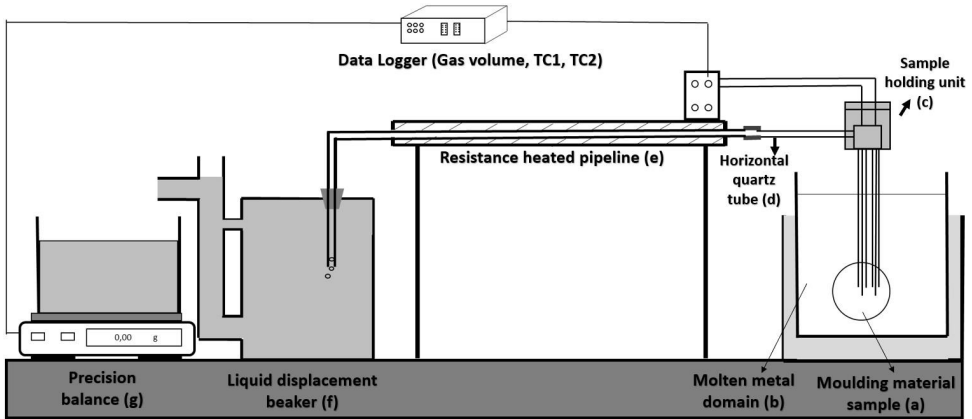 Data Logger (Gas volume, TC1, TC2)
Sample
holding unit
(c)
Resistance heated pipeline (e)
Horizontal
quartz
tube (d)
0,00 g
Precision
balance (g)
Liquid displacement
beaker (f)
Molten metal
domain (b)
Moulding material
sample (a)